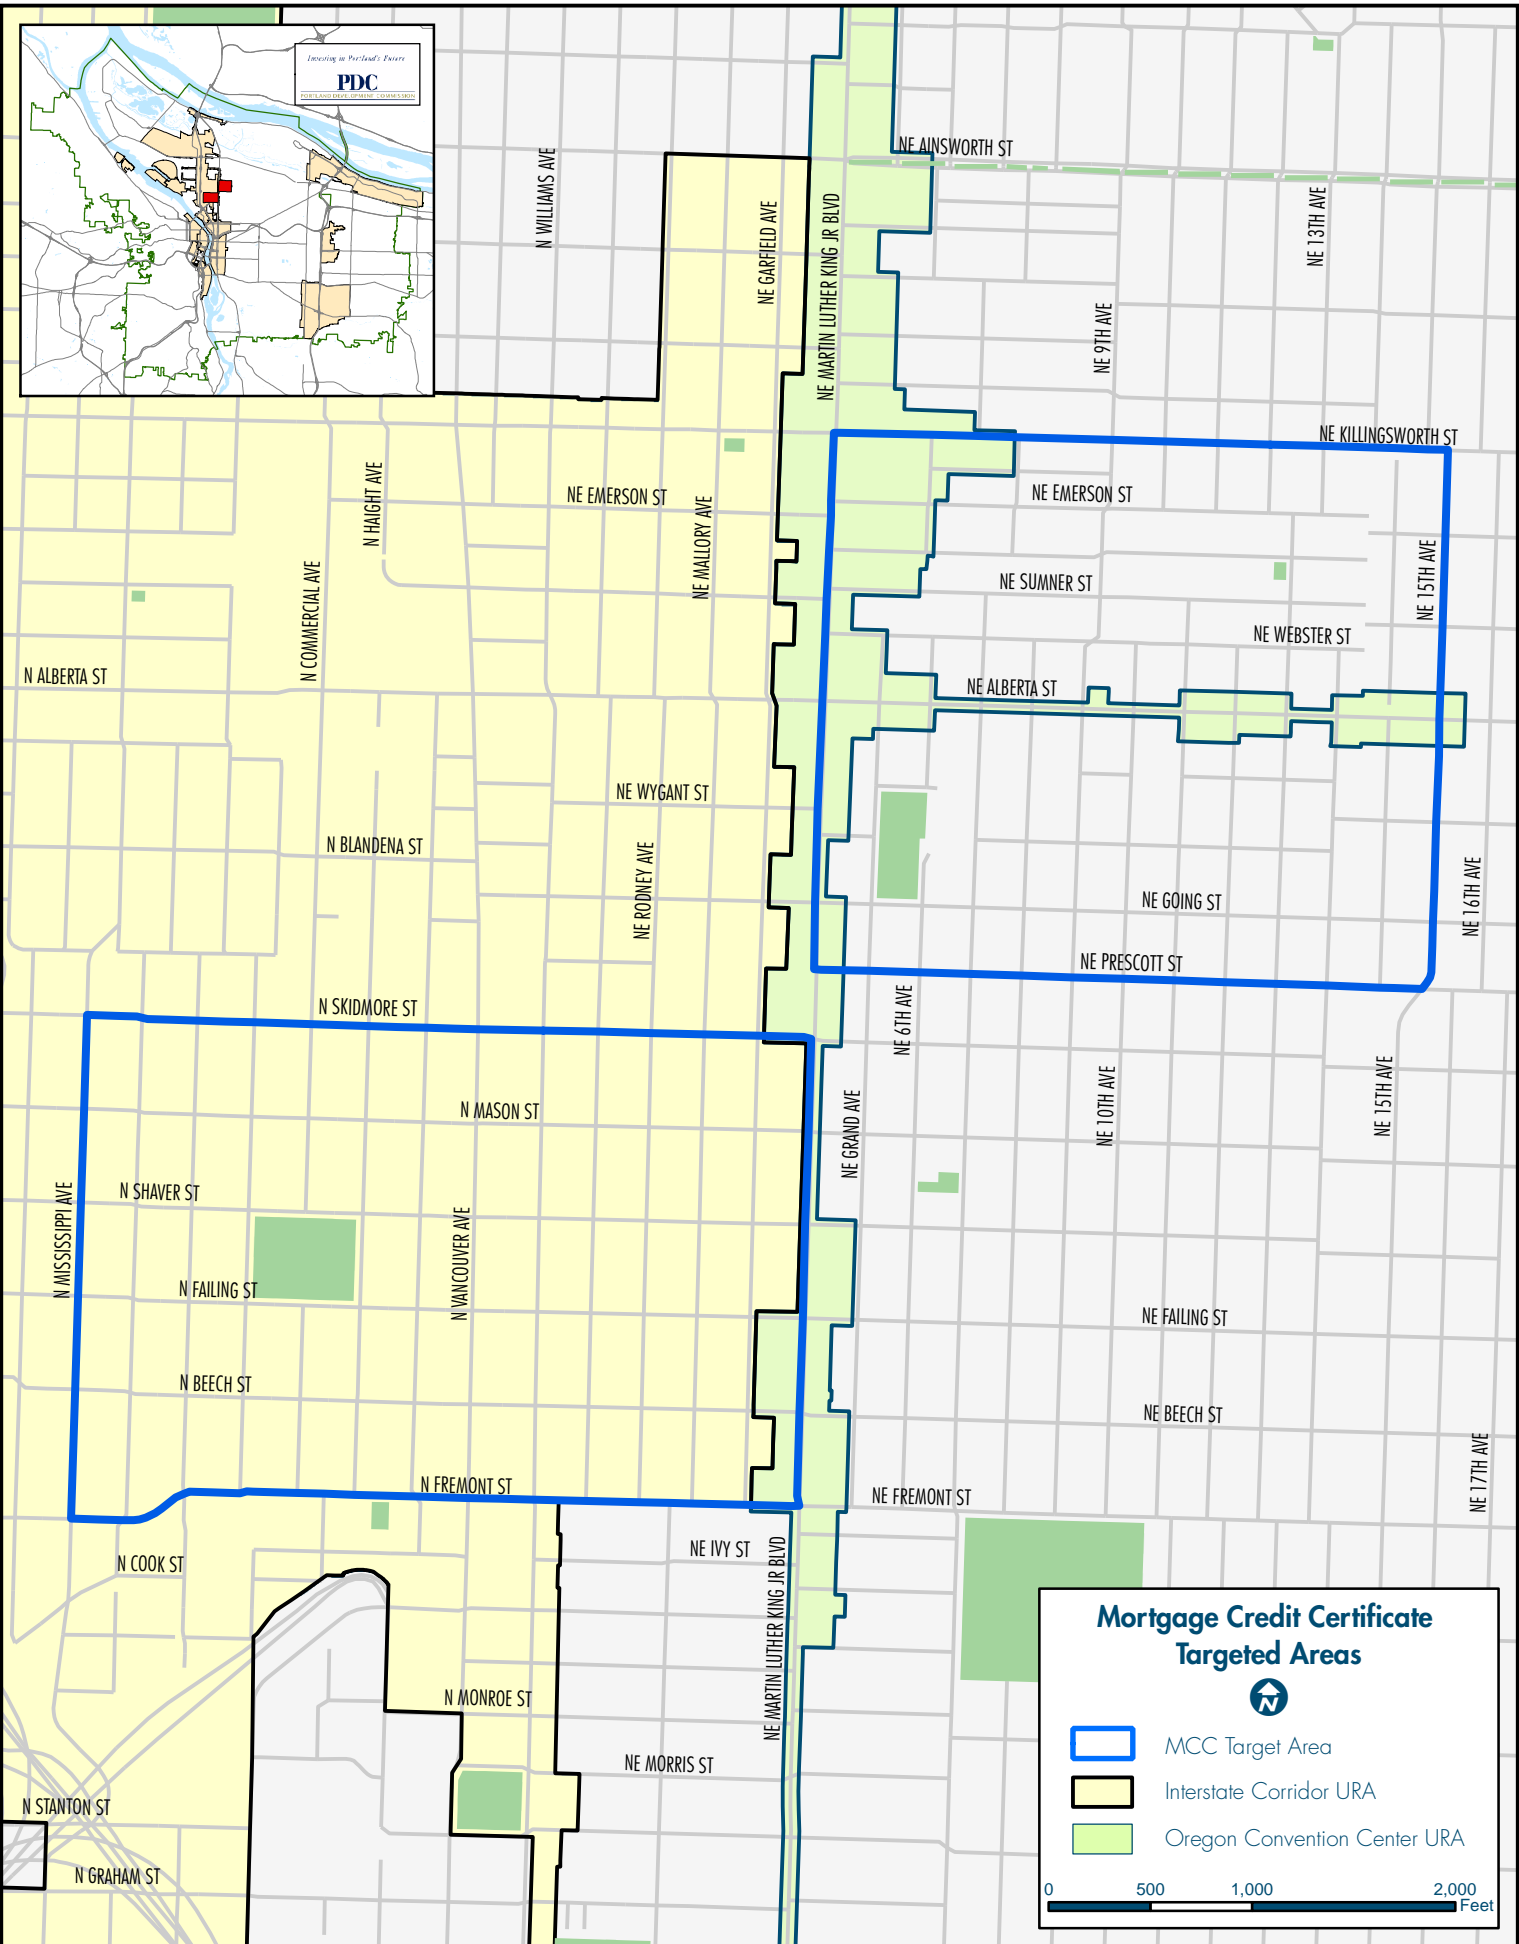 Investing in Portland's Future
PDC
PORTLAND DEVELOPMENT COMMISSION
NE AINSWORTH ST
N WILLIAMS AVE
NE GARFIELD AVE
NE MARTIN LUTHER KING JR BLVD
NE 13TH AVE
NE 9TH AVE
NE KILLINGSWORTH ST
N HAIGHT AVE
NE EMERSON ST
NE MALLORY AVE
NE EMERSON ST
NE 15TH AVE
NE SUMNER ST
N COMMERCIAL AVE
NE WEBSTER ST
N ALBERTA ST
NE ALBERTA ST
NE WYGANT ST
N BLANDENA ST
NE RODNEY AVE
NE GOING ST
NE 16TH AVE
NE PRESCOTT ST
N SKIDMORE ST
NE 6TH AVE
N MASON ST
NE GRAND AVE
NE 10TH AVE
NE 15TH AVE
N SHAVER ST
N MISSISSIPPI AVE
N VANCOUVER AVE
N FAILING ST
NE FAILING ST
N BEECH ST
NE BEECH ST
NE 17TH AVE
N FREMONT ST
NE FREMONT ST
NE IVY ST
N COOK ST
NE MARTIN LUTHER KING JR BLVD
N MONROE ST
NE MORRIS ST
N STANTON ST
N GRAHAM ST
Mortgage Credit Certificate
Targeted Areas
N
MCC Target Area
Interstate Corridor URA
Oregon Convention Center URA
0 500 1,000 2,000
Feet